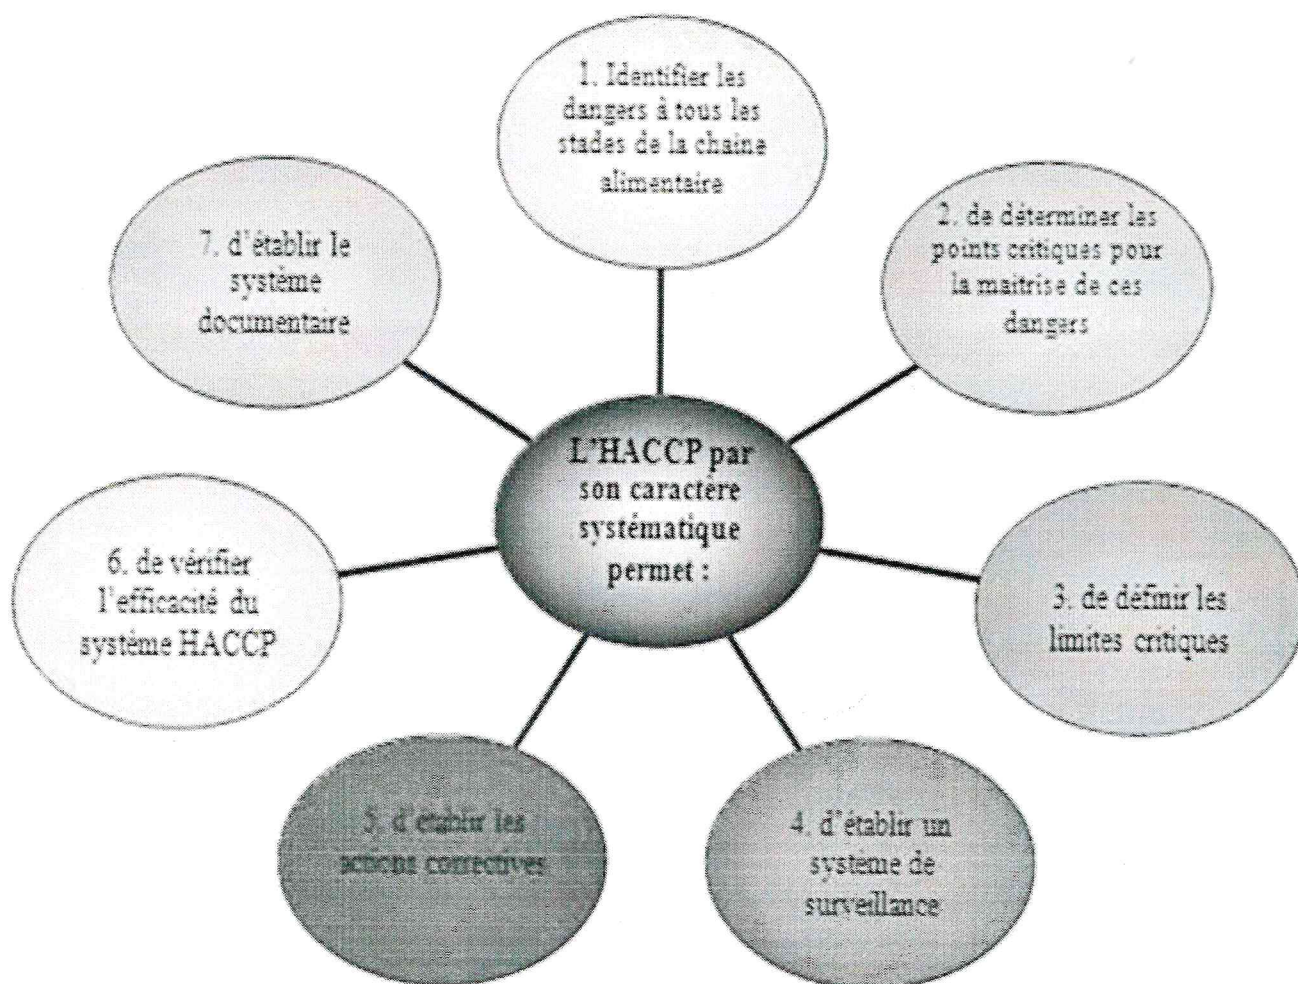 L'HACCP par
son caractère
systématique
permet :
1. Identifier les
dangers à tous les
stades de la chaine
alimentaire
2. de déterminer les
points critiques pour
la maitrise de ces
dangers
3. de définir les
limites critiques
4. d'établir un
système de
surveillance
5. d'établir les
actions correctives
6. de vérifier
l'efficacité du
système HACCP
7. d'établir le
système
documentaire